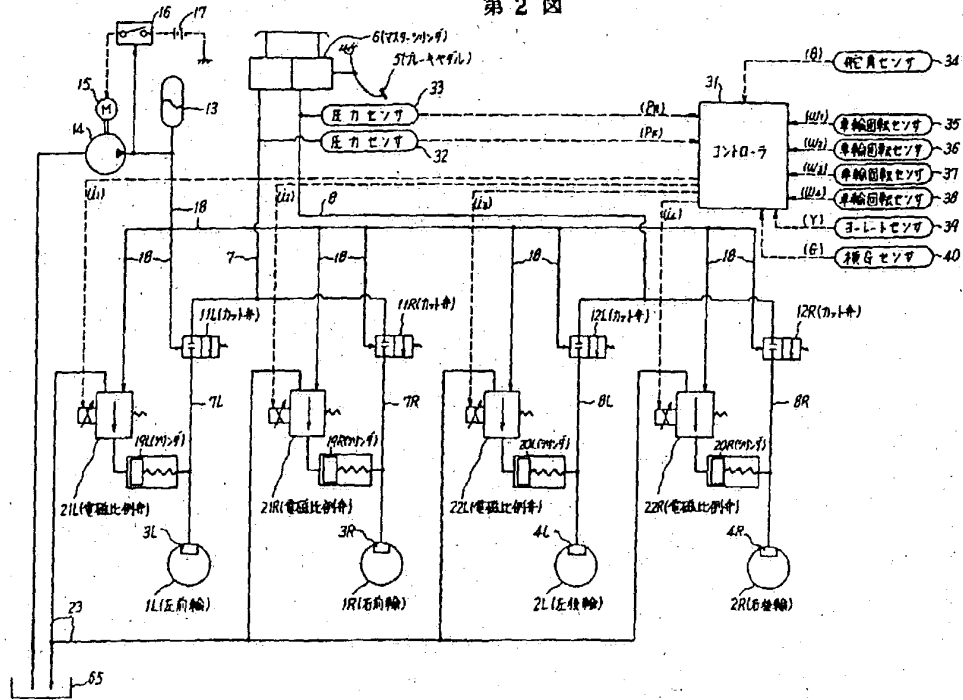 第2図
16
17
6(マスターシリンダ)
5(ブレーキペダル)
33
15
M
13
14
圧力センサ
(PR)
圧力センサ
(PF)
32
31
コントローラ
(θ)
舵角センサ 34
(ω1) 車輪回転センサ 35
(ω2) 車輪回転センサ 36
(ω3) 車輪回転センサ 37
(ω4) 車輪回転センサ 38
(Y) ヨーレートセンサ 39
(G) 横Gセンサ 40
(i1)
(i2)
(i3)
(i4)
18
18
8
7
18
18
18
18
11L(カット弁)
11R(カット弁)
12L(カット弁)
12R(カット弁)
7L
7R
8L
8R
19L(シリンダ)
19R(シリンダ)
20L(シリンダ)
20R(シリンダ)
21L(電磁比例弁)
21R(電磁比例弁)
22L(電磁比例弁)
22R(電磁比例弁)
3L
3R
4L
4R
1L(左前輪)
1R(右前輪)
2L(左後輪)
2R(右後輪)
23
65